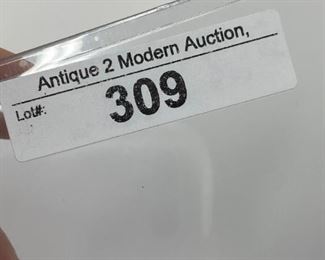 Antique 2 Modern Auction,
Lot#: 309